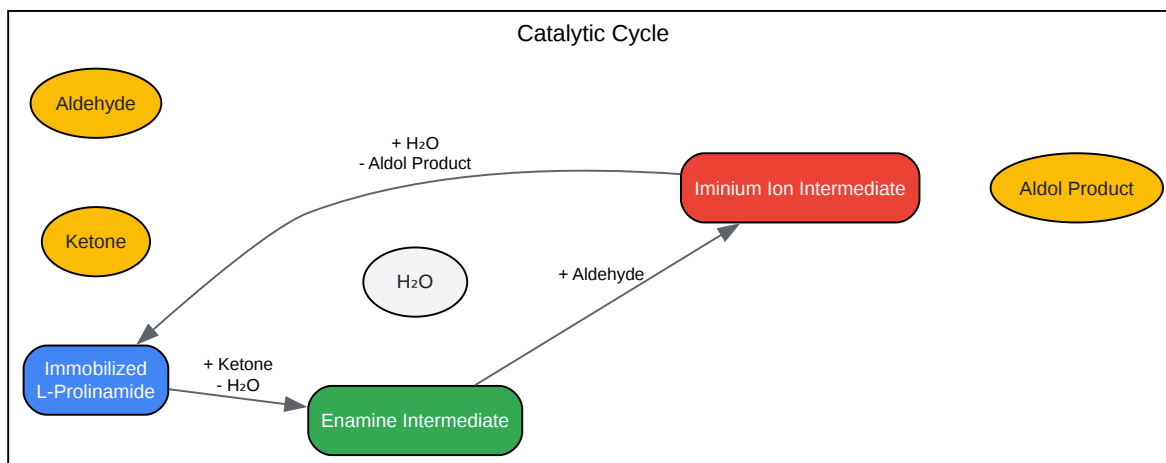 Catalytic Cycle
Aldehyde
+ H₂O
- Aldol Product
Iminium Ion Intermediate
Aldol Product
Ketone
H₂O
+ Aldehyde
Immobilized
L-Prolinamide
+ Ketone
- H₂O
Enamine Intermediate